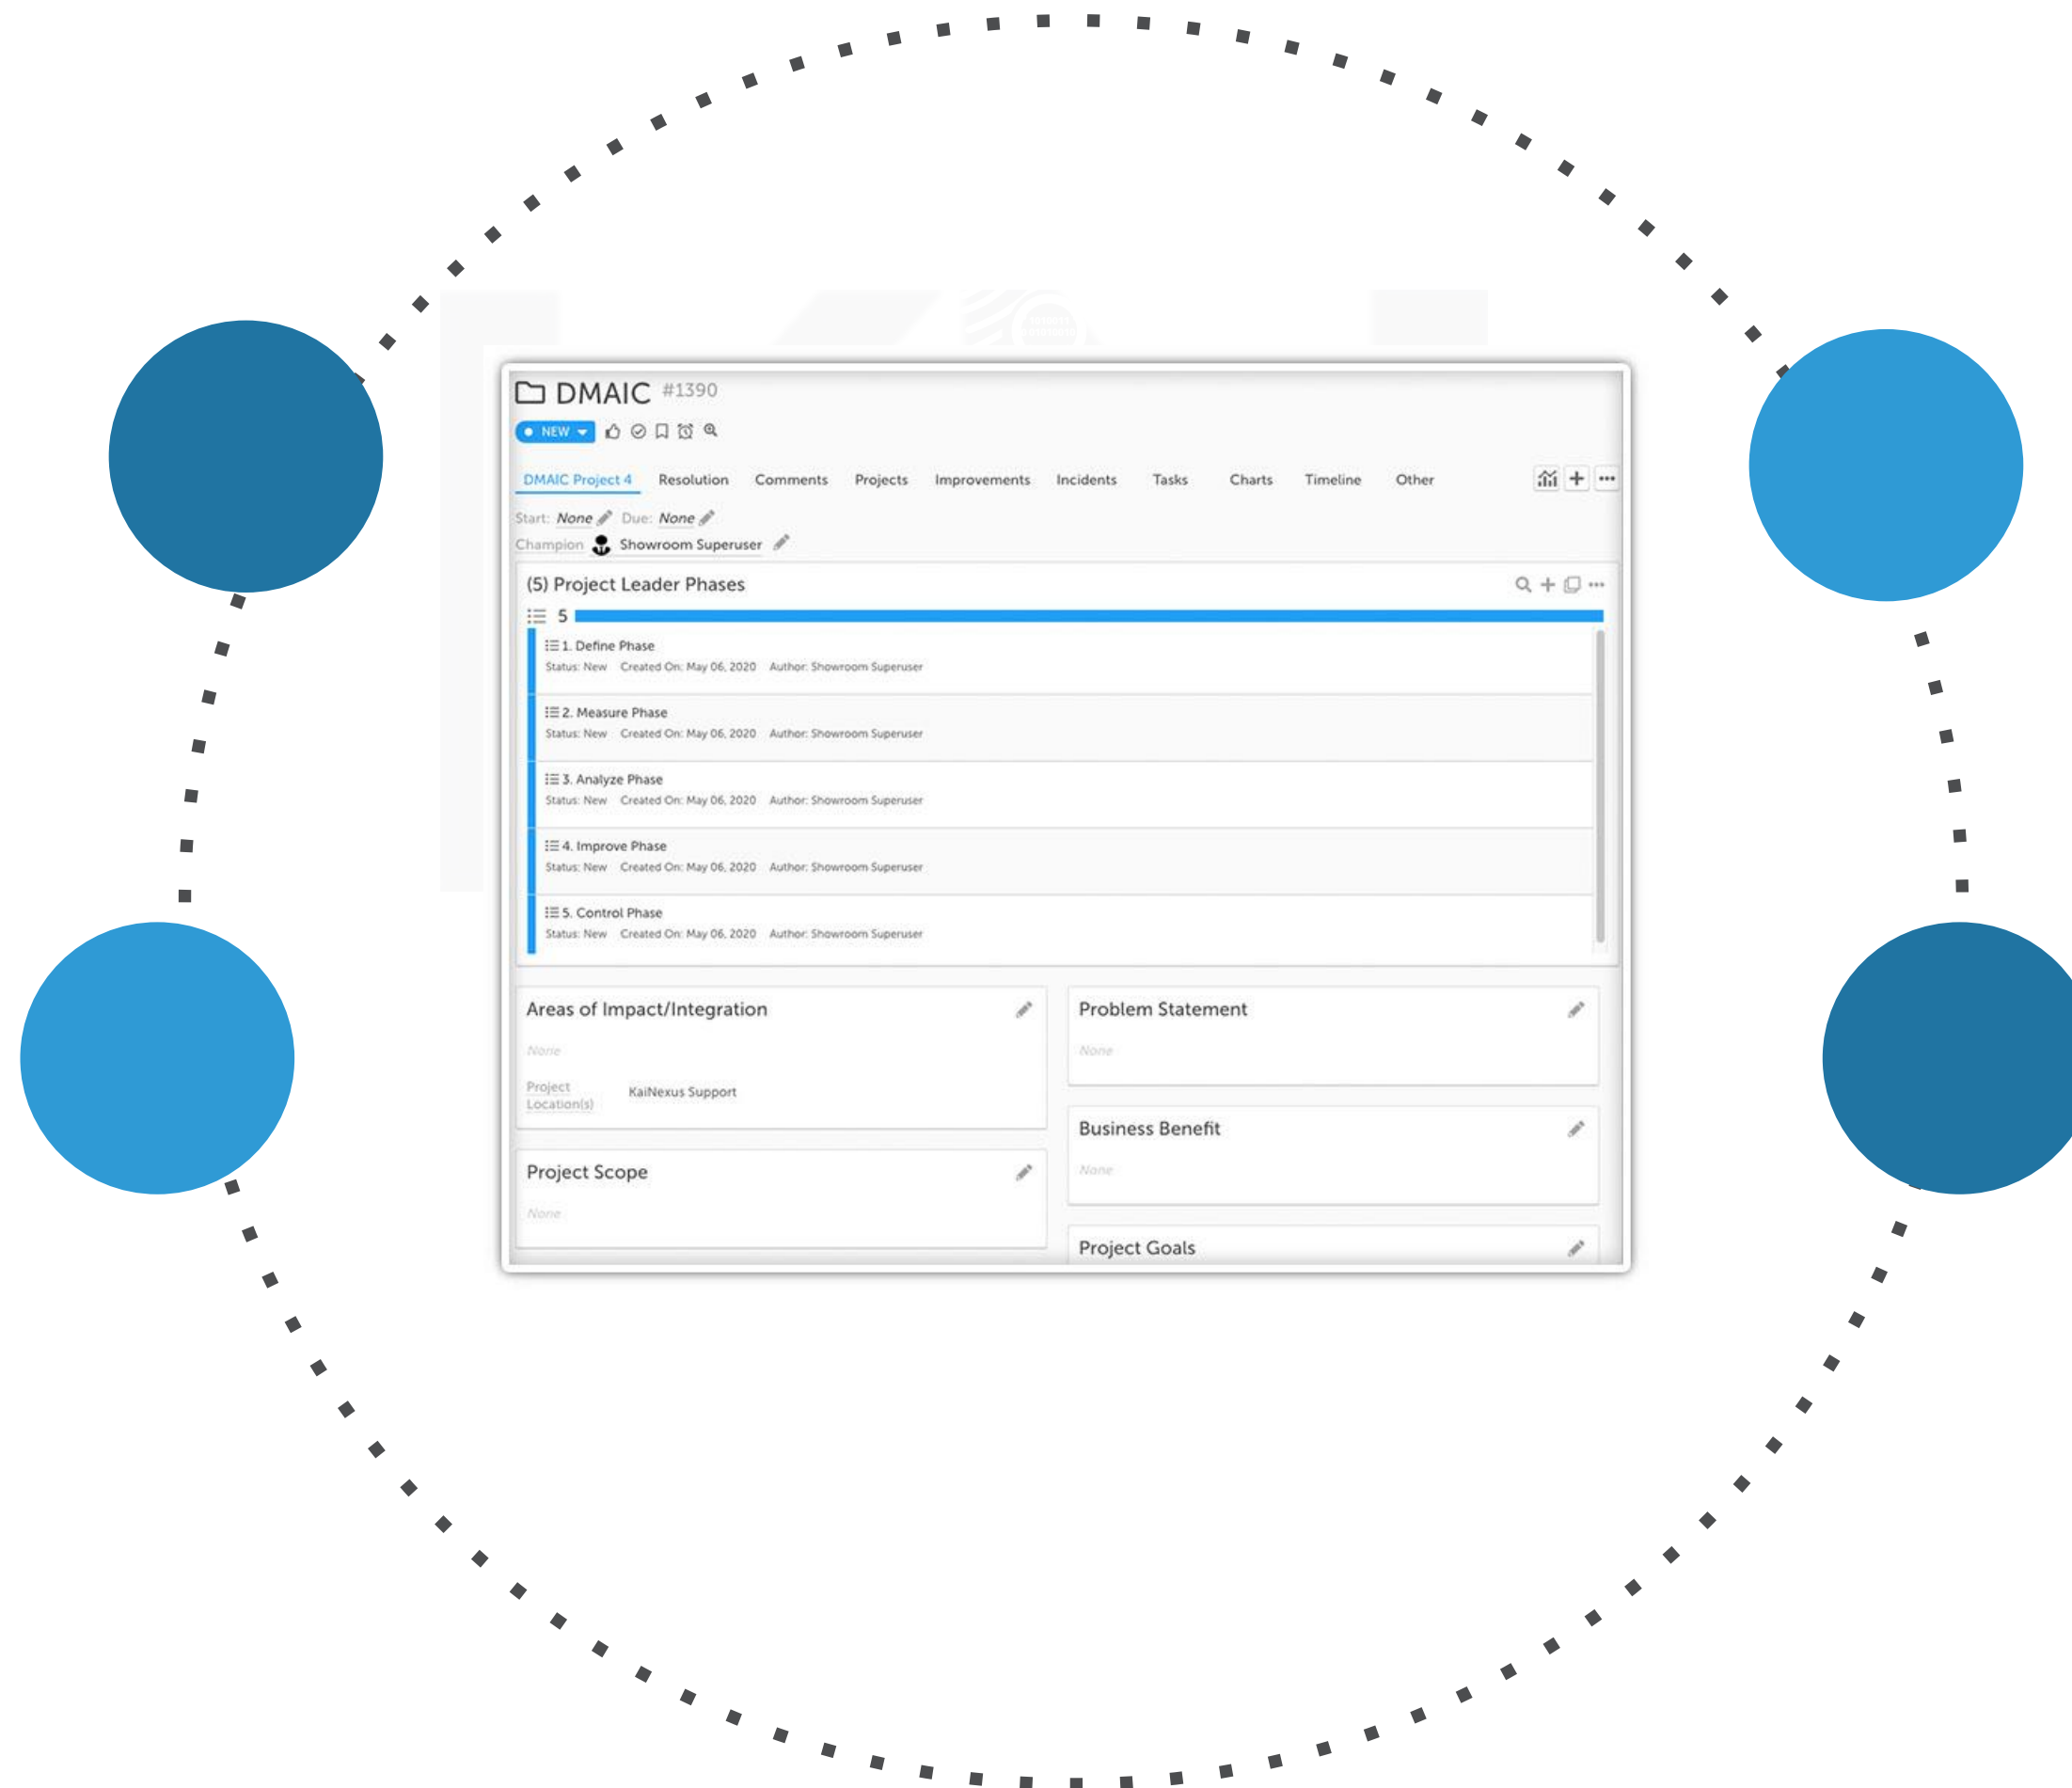 DMAIC #1390
NEW
DMAIC Project 4 Resolution Comments Projects Improvements Incidents Tasks Charts Timeline Other
Start: None Due: None
Champion Showroom Superuser
(5) Project Leader Phases
5
1. Define Phase
Status: New Created On: May 06, 2020 Author: Showroom Superuser
2. Measure Phase
Status: New Created On: May 06, 2020 Author: Showroom Superuser
3. Analyze Phase
Status: New Created On: May 06, 2020 Author: Showroom Superuser
4. Improve Phase
Status: New Created On: May 06, 2020 Author: Showroom Superuser
5. Control Phase
Status: New Created On: May 06, 2020 Author: Showroom Superuser
Areas of Impact/Integration
None
Project
Location(s)
KaiNexus Support
Project Scope
None
Problem Statement
None
Business Benefit
None
Project Goals